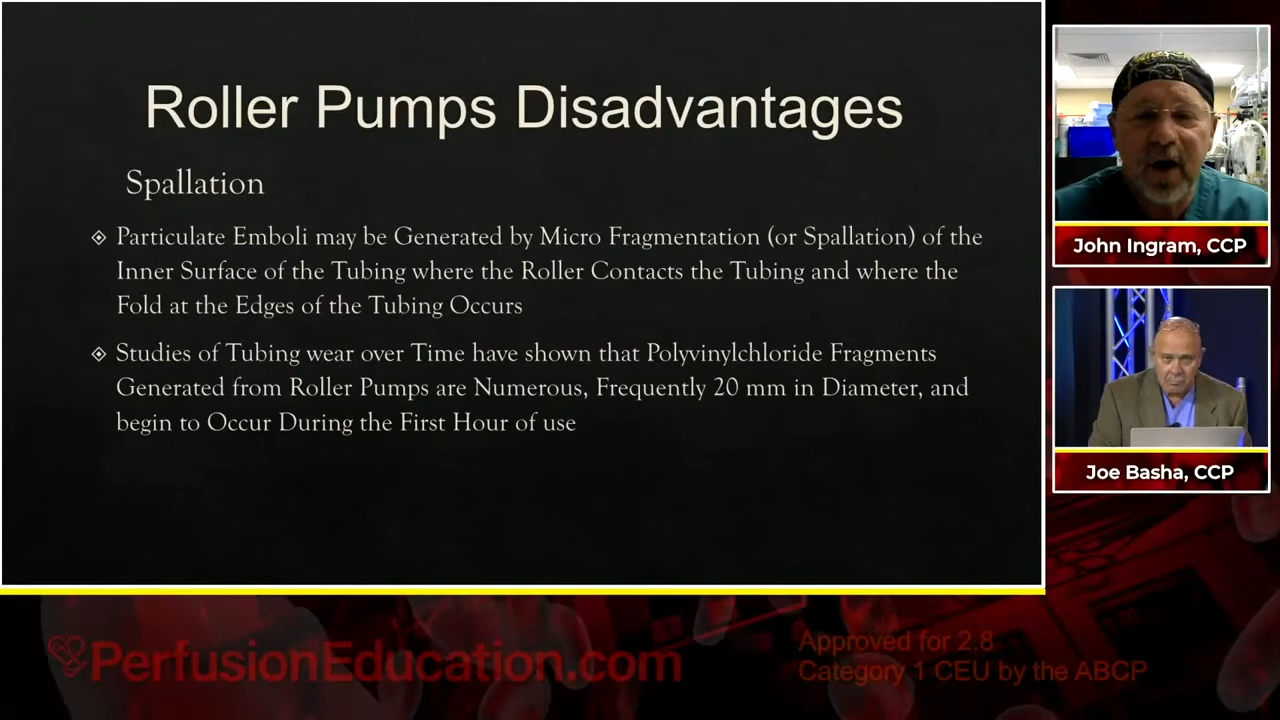 Roller Pumps Disadvantages
Spallation
Particulate Emboli may be Generated by Micro Fragmentation (or Spallation) of the
Inner Surface of the Tubing where the Roller Contacts the Tubing and where the
Fold at the Edges of the Tubing Occurs
Studies of Tubing wear over Time have shown that Polyvinylchloride Fragments
Generated from Roller Pumps are Numerous, Frequently 20 mm in Diameter, and
begin to Occur During the First Hour of use
John Ingram, CCP
Joe Basha, CCP
PerfusionEducation.com
Approved for 2.8
Category 1 CEU by the ABCP